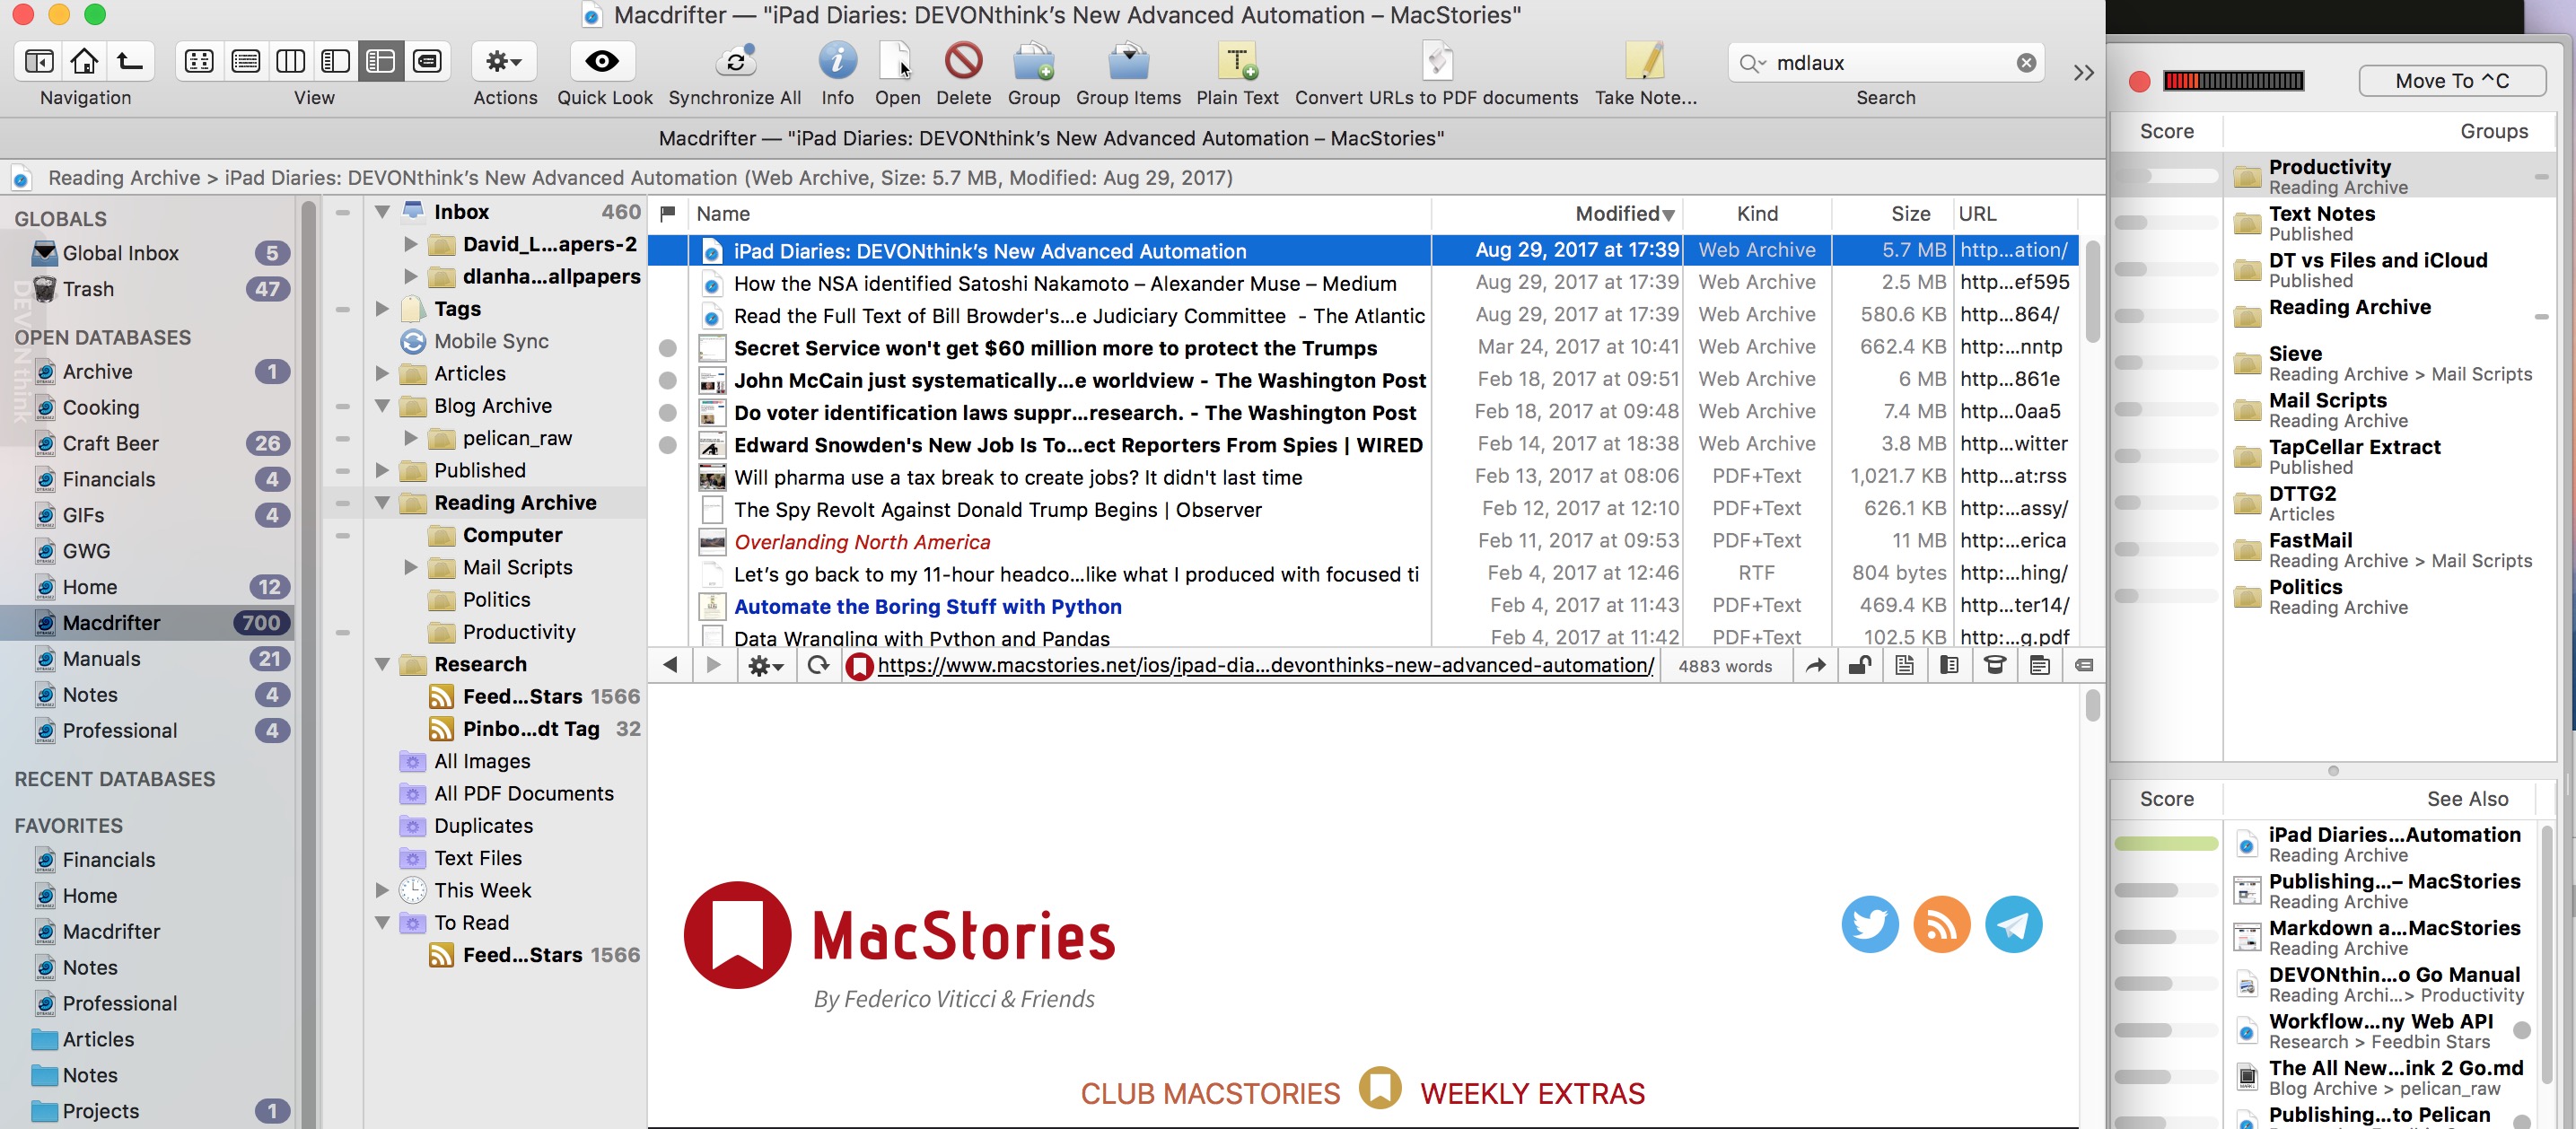 Macdrifter — "iPad Diaries: DEVONthink’s New Advanced Automation – MacStories"
Navigation
View
Actions
Quick Look
Synchronize All
Info
Open
Delete
Group
Group Items
Plain Text
Convert URLs to PDF documents
Take Note...
mdlaux
Search
Macdrifter — "iPad Diaries: DEVONthink’s New Advanced Automation – MacStories"
Reading Archive > iPad Diaries: DEVONthink’s New Advanced Automation (Web Archive, Size: 5.7 MB, Modified: Aug 29, 2017)
DEVONthink
GLOBALS
Global Inbox 5
Trash 47
OPEN DATABASES
Archive 1
Cooking
Craft Beer 26
Financials 4
GIFs 4
GWG
Home 12
Macdrifter 700
Manuals 21
Notes 4
Professional 4
RECENT DATABASES
FAVORITES
Financials
Home
Macdrifter
Notes
Professional
Articles
Notes
Projects 1
Inbox 460
David_L...apers-2
dlanha...allpapers
Tags
Mobile Sync
Articles
Blog Archive
pelican_raw
Published
Reading Archive
Computer
Mail Scripts
Politics
Productivity
Research
Feed...Stars 1566
Pinbo...dt Tag 32
All Images
All PDF Documents
Duplicates
Text Files
This Week
To Read
Feed...Stars 1566
Name Modified Kind Size URL
iPad Diaries: DEVONthink’s New Advanced Automation Aug 29, 2017 at 17:39 Web Archive 5.7 MB http...ation/
How the NSA identified Satoshi Nakamoto – Alexander Muse – Medium Aug 29, 2017 at 17:39 Web Archive 2.5 MB http...ef595
Read the Full Text of Bill Browder's...e Judiciary Committee - The Atlantic Aug 29, 2017 at 17:39 Web Archive 580.6 KB http...864/
Secret Service won't get $60 million more to protect the Trumps Mar 24, 2017 at 10:41 Web Archive 662.4 KB http:...nntp
John McCain just systematically...e worldview - The Washington Post Feb 18, 2017 at 09:51 Web Archive 6 MB http...861e
Do voter identification laws suppr...research. - The Washington Post Feb 18, 2017 at 09:48 Web Archive 7.4 MB http...0aa5
Edward Snowden's New Job Is To...ect Reporters From Spies | WIRED Feb 14, 2017 at 18:38 Web Archive 3.8 MB http...witter
Will pharma use a tax break to create jobs? It didn't last time Feb 13, 2017 at 08:06 PDF+Text 1,021.7 KB http...at:rss
The Spy Revolt Against Donald Trump Begins | Observer Feb 12, 2017 at 12:10 PDF+Text 626.1 KB http:...assy/
Overlanding North America Feb 11, 2017 at 09:53 PDF+Text 11 MB http:...erica
Let’s go back to my 11-hour headco...like what I produced with focused ti Feb 4, 2017 at 12:46 RTF 804 bytes http:...hing/
Automate the Boring Stuff with Python Feb 4, 2017 at 11:43 PDF+Text 469.4 KB http...ter14/
Data Wrangling with Python and Pandas Feb 4, 2017 at 11:42 PDF+Text 102.5 KB http:...g.pdf
https://www.macstories.net/ios/ipad-dia...devonthinks-new-advanced-automation/ 4883 words
MacStories
By Federico Viticci & Friends
CLUB MACSTORIES WEEKLY EXTRAS
Move To ^C
Score Groups
Productivity
Reading Archive
Text Notes
Published
DT vs Files and iCloud
Published
Reading Archive
Sieve
Reading Archive > Mail Scripts
Mail Scripts
Reading Archive
TapCellar Extract
Published
DTTG2
Articles
FastMail
Reading Archive > Mail Scripts
Politics
Reading Archive
Score See Also
iPad Diaries...Automation
Reading Archive
Publishing...– MacStories
Reading Archive
Markdown a...MacStories
Reading Archive
DEVONthin...o Go Manual
Reading Archi...> Productivity
Workflow...ny Web API
Research > Feedbin Stars
The All New...ink 2 Go.md
Blog Archive > pelican_raw
Publishing...to Pelican